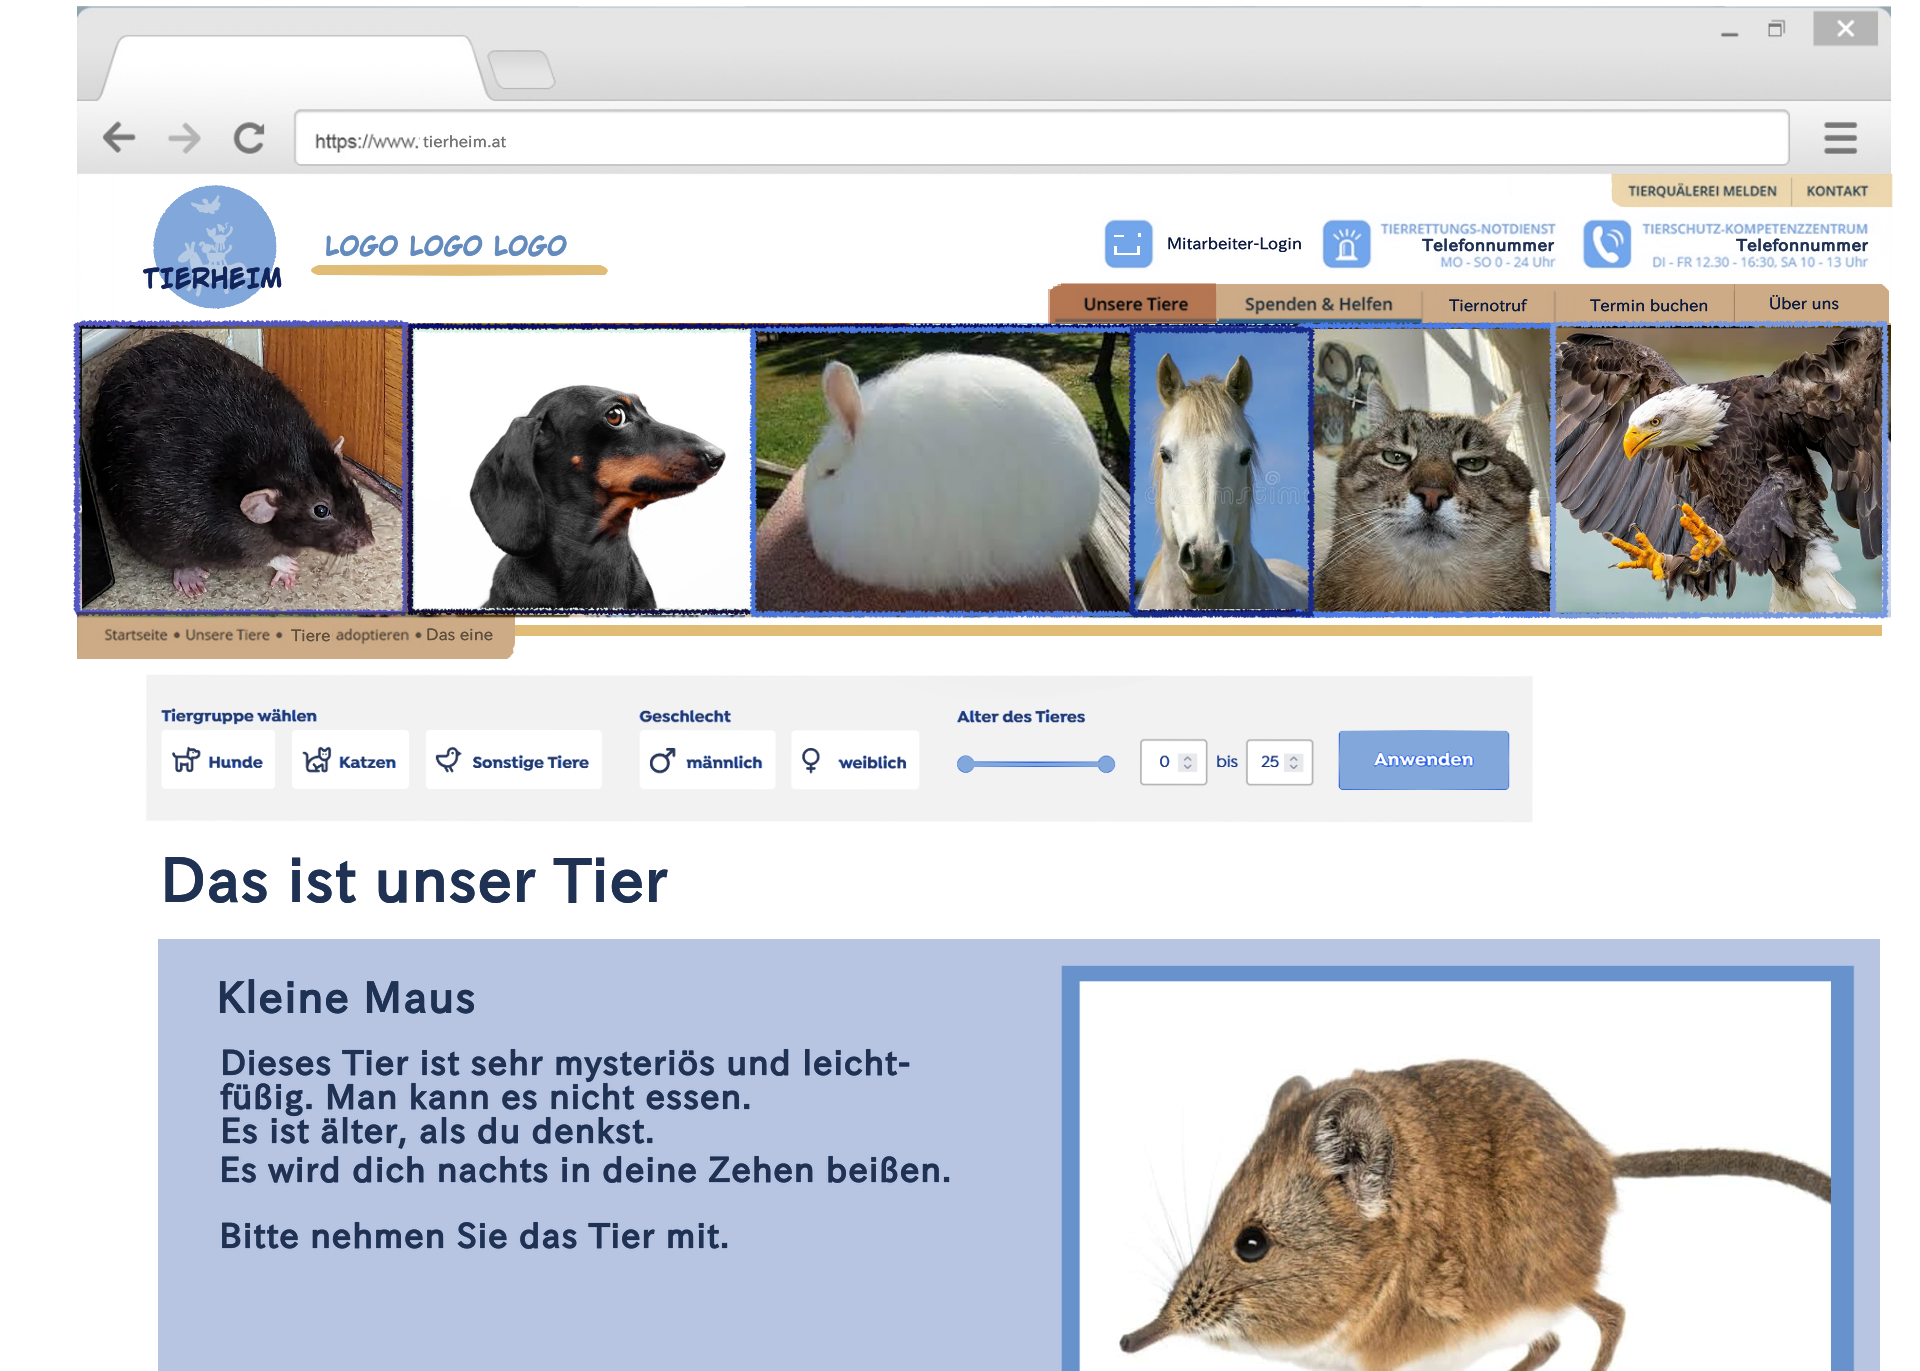 https://www. tierheim.at
TIERQUÄLEREI MELDEN KONTAKT
TIERHEIM
LOGO LOGO LOGO
Mitarbeiter-Login
TIERRETTUNGS-NOTDIENST
Telefonnummer
MO - SO 0 - 24 Uhr
TIERSCHUTZ-KOMPETENZZENTRUM
Telefonnummer
DI - FR 12.30 - 16:30, SA 10 - 13 Uhr
Unsere Tiere Spenden & Helfen Tiernotruf Termin buchen Über uns
Startseite • Unsere Tiere • Tiere adoptieren • Das eine
Tiergruppe wählen Geschlecht Alter des Tieres
Hunde Katzen Sonstige Tiere männlich weiblich 0 bis 25 Anwenden
Das ist unser Tier
Kleine Maus
Dieses Tier ist sehr mysteriös und leicht-
füßig. Man kann es nicht essen.
Es ist älter, als du denkst.
Es wird dich nachts in deine Zehen beißen.
Bitte nehmen Sie das Tier mit.